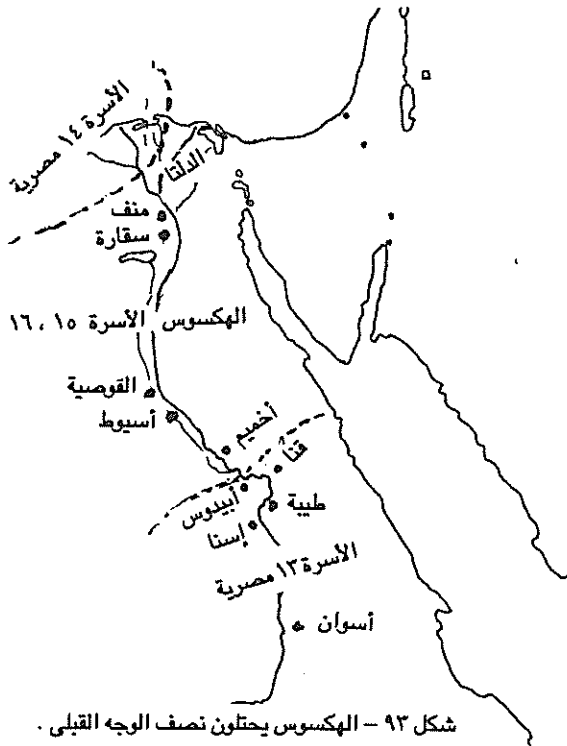 الأسرة ١٤ مصرية
الدلتا
منف
سقارة
الهكسوس الأسرة ١٥ ، ١٦
القوصية
أسيوط
أخميم
قنا
أبيدوس
طيبة
إسنا
الأسرة ١٣ مصرية
أسوان
شكل ٩٣ – الهكسوس يحتلون نصف الوجه القبلى .